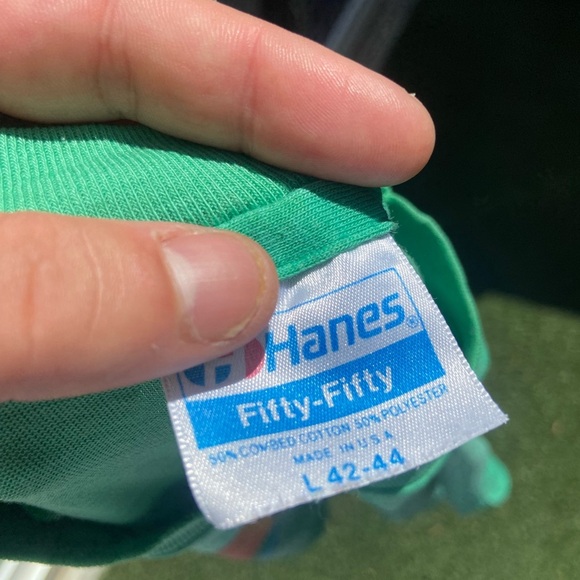 Hanes®
Fifty-Fifty
50% COMBED COTTON 50% POLYESTER
MADE IN U.S.A
L 42-44